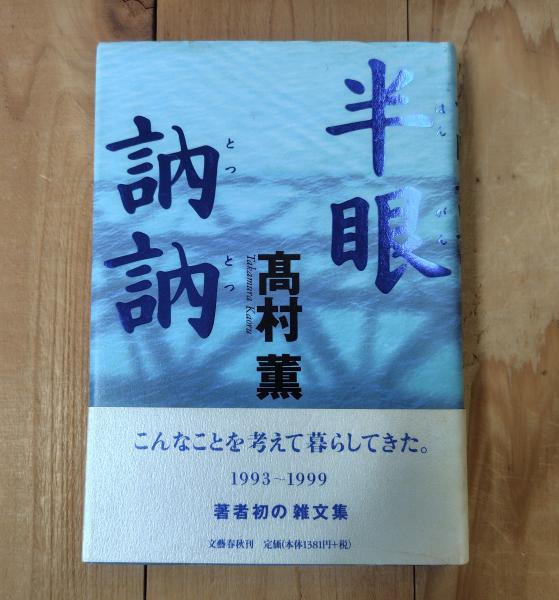 半眼
はんがん
訥訥
とつとつ
髙村薫
Takamura Kaoru
こんなことを考えて暮らしてきた。
1993〜1999
著者初の雑文集
文藝春秋刊 定価(本体1381円+税)